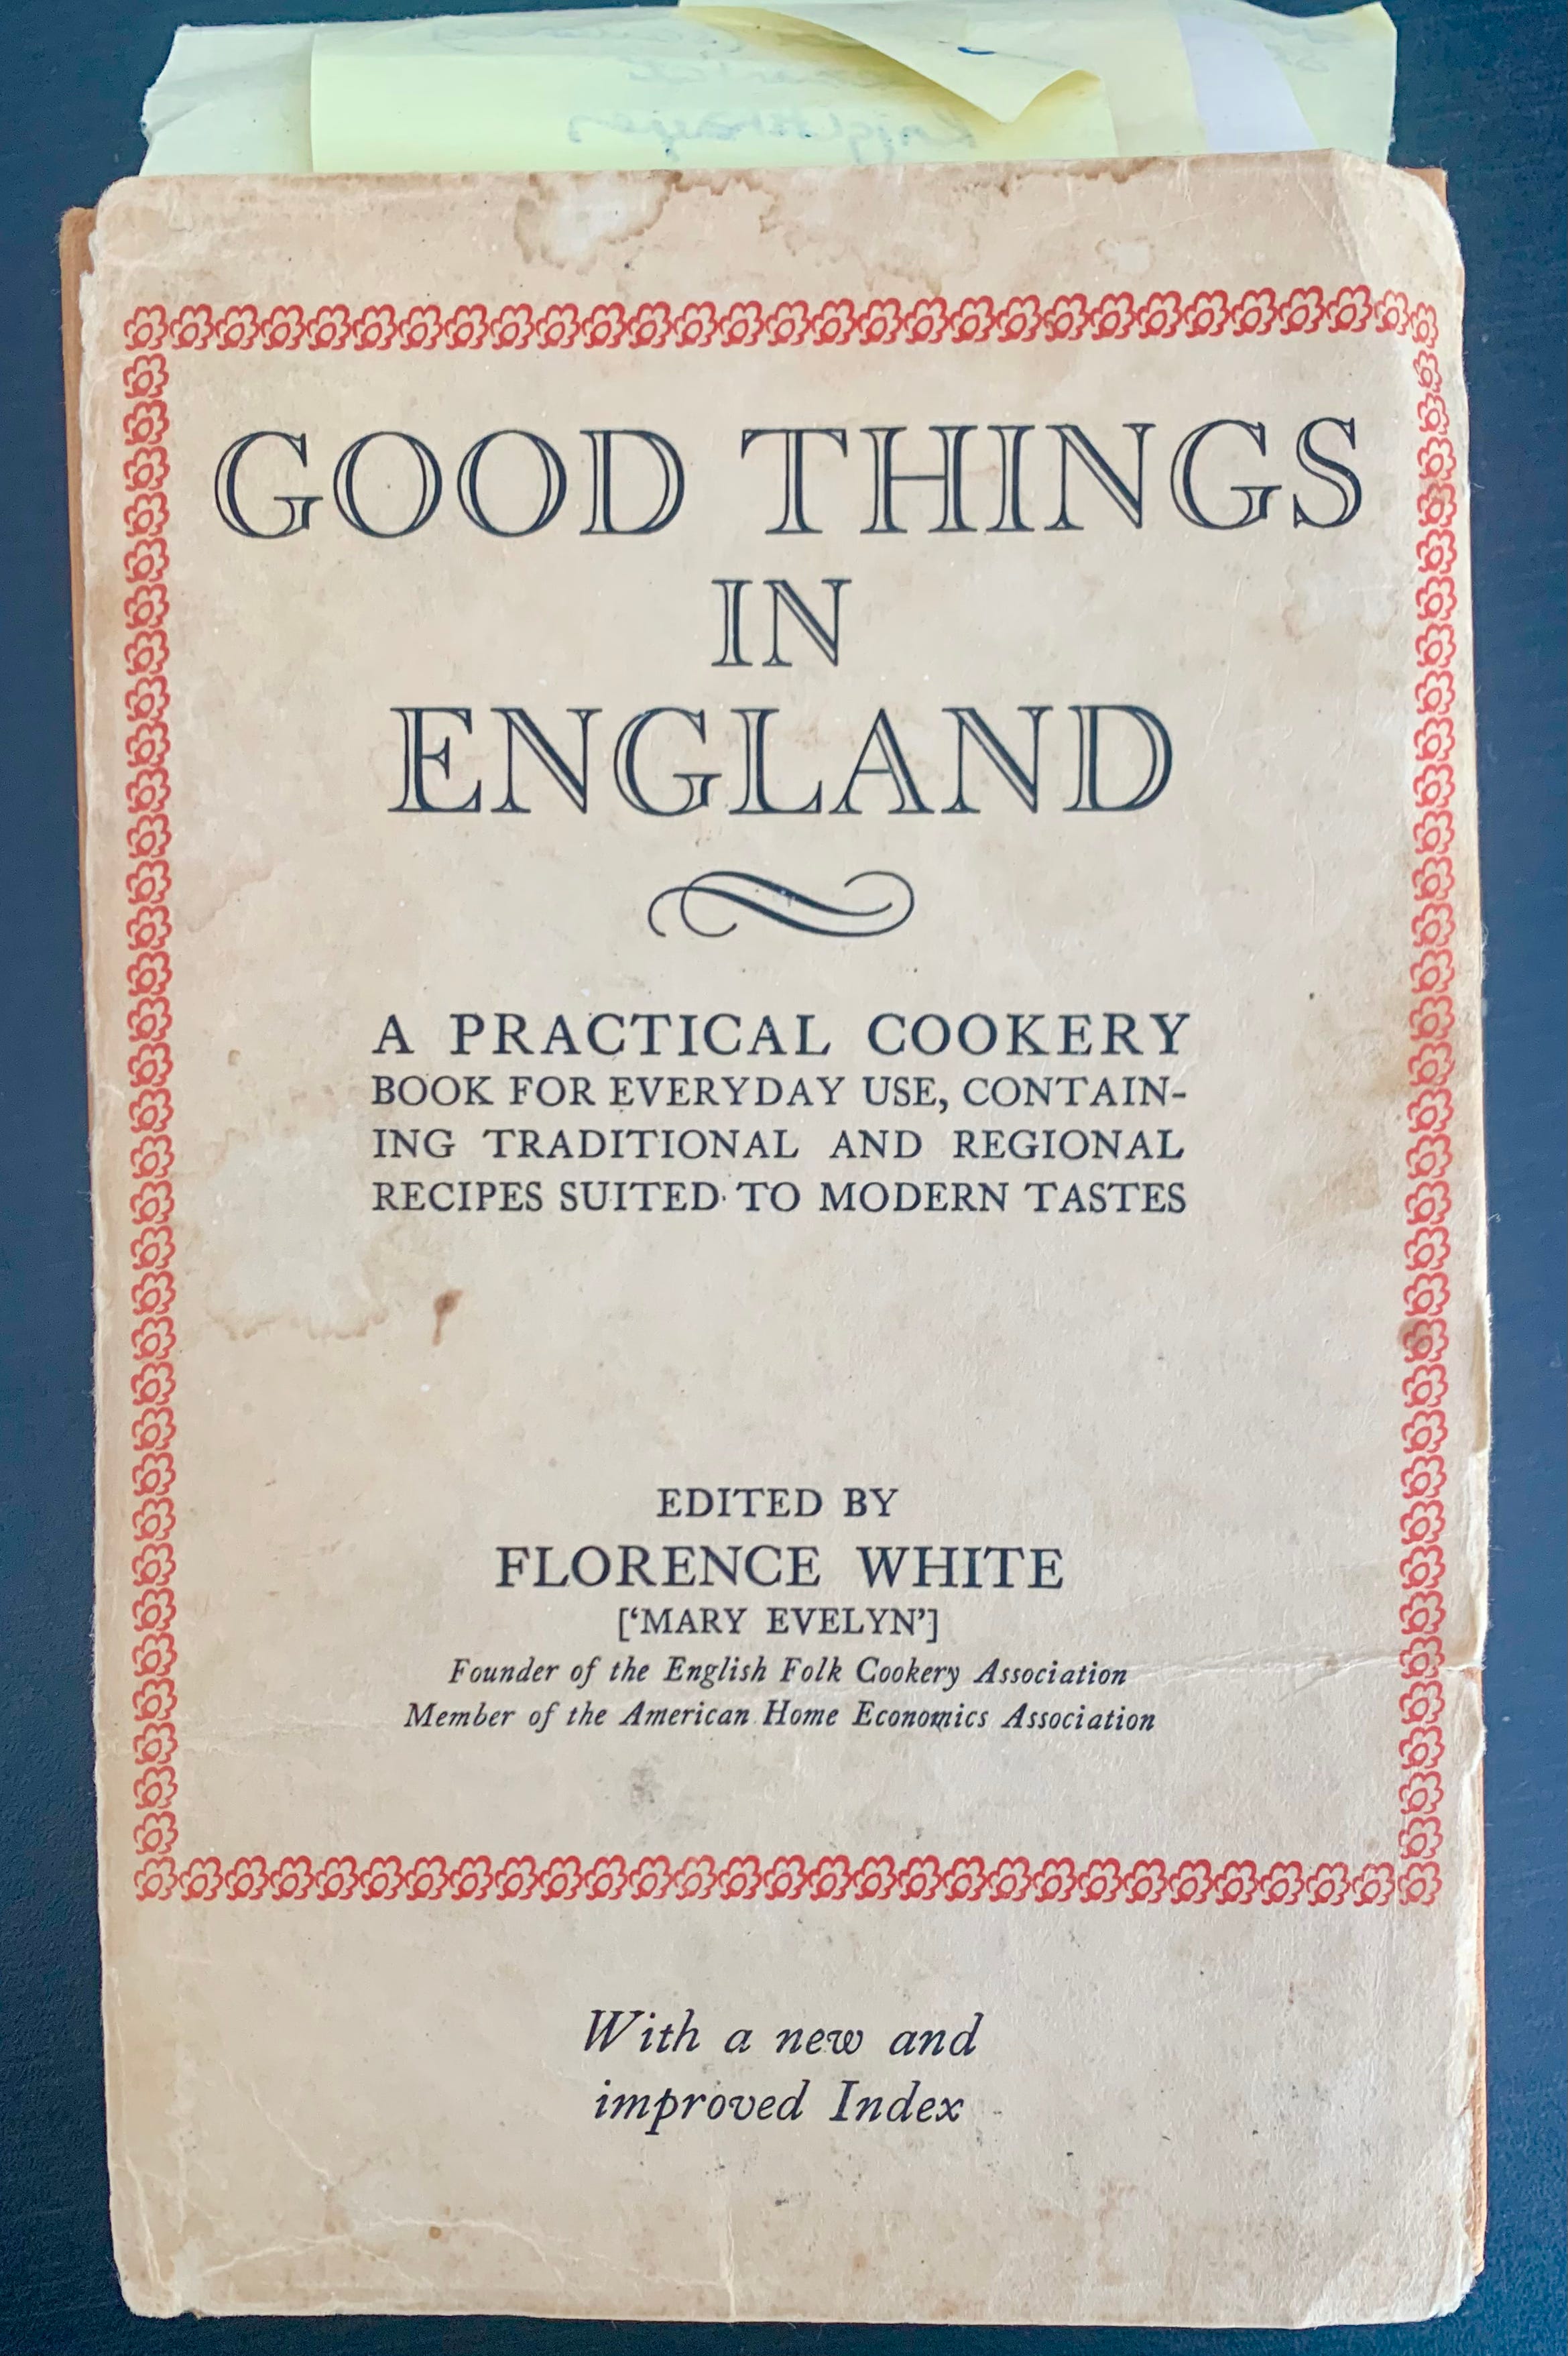 GOOD THINGS
IN
ENGLAND
A PRACTICAL COOKERY
BOOK FOR EVERYDAY USE, CONTAIN-
ING TRADITIONAL AND REGIONAL
RECIPES SUITED TO MODERN TASTES
EDITED BY
FLORENCE WHITE
[‘MARY EVELYN’]
Founder of the English Folk Cookery Association
Member of the American Home Economics Association
With a new and
improved Index